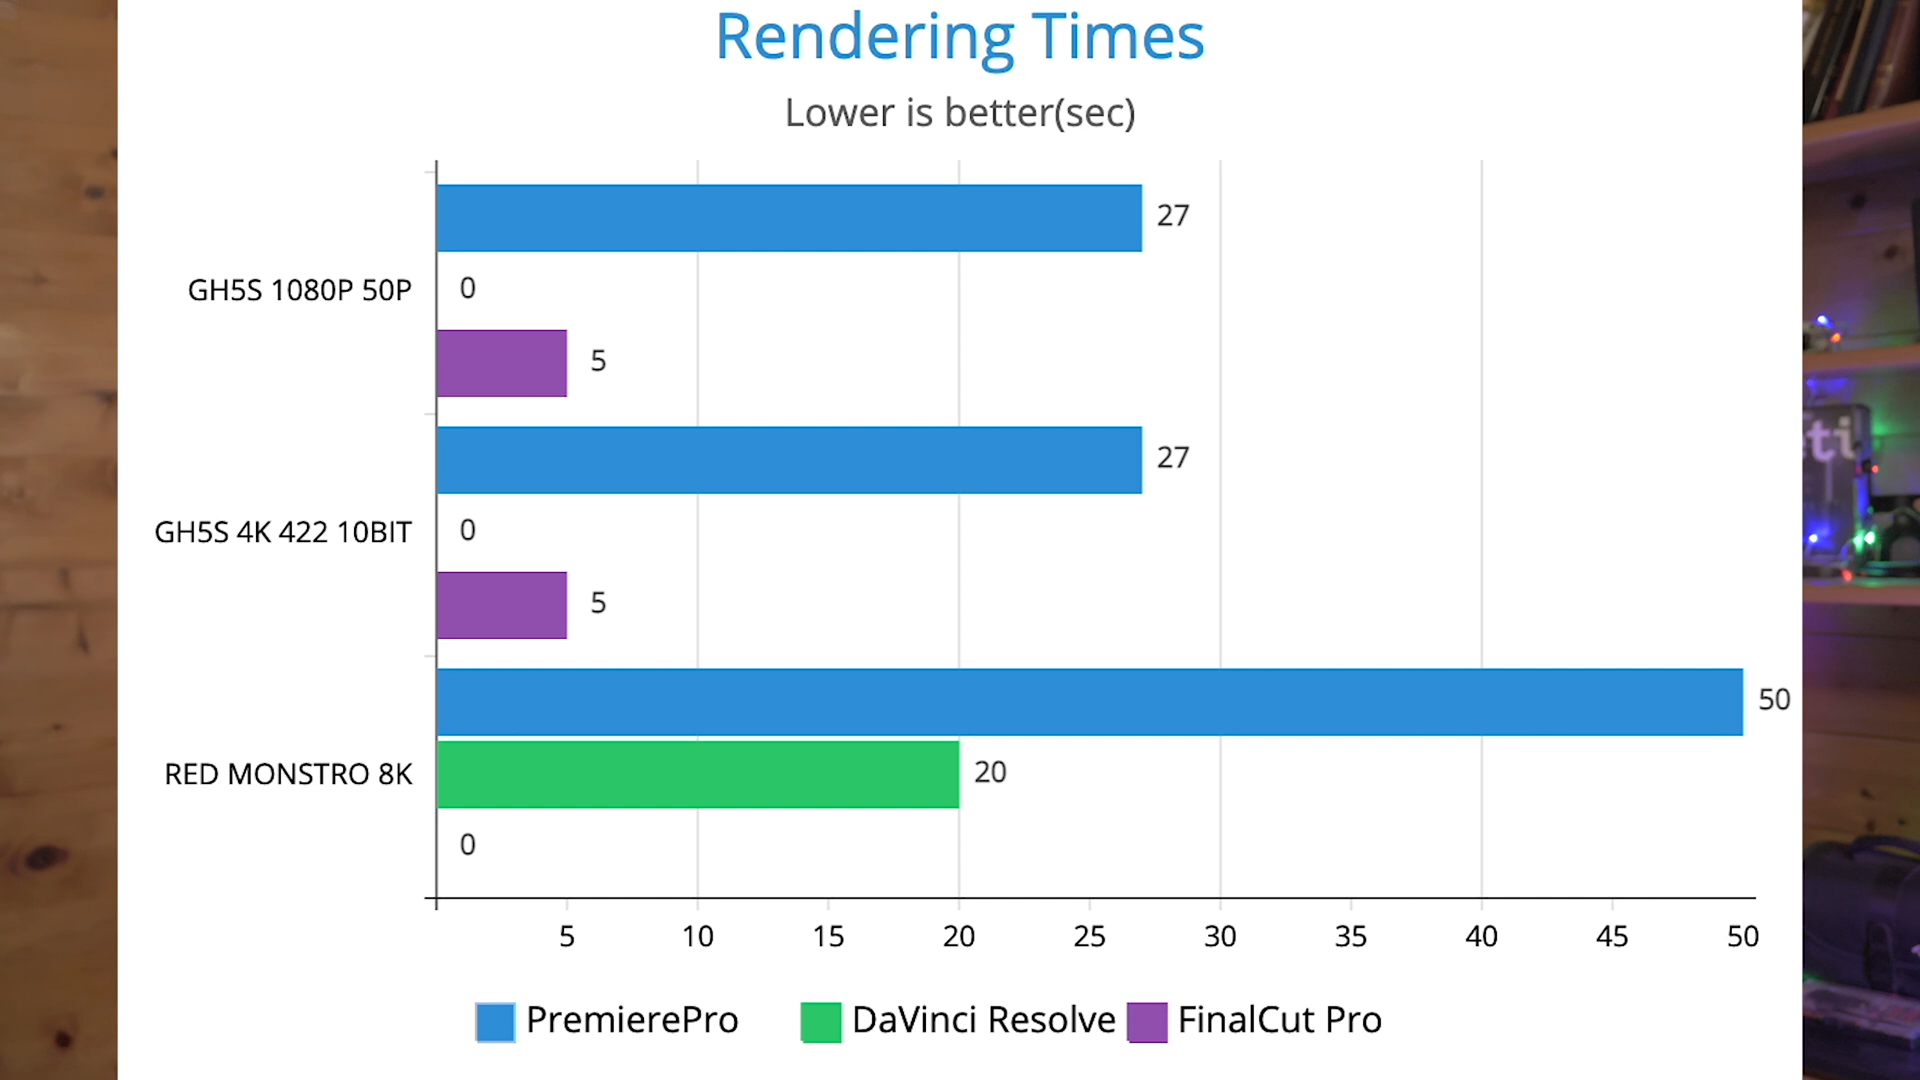 Rendering Times
Lower is better(sec)
27
GH5S 1080P 50P
0
5
27
GH5S 4K 422 10BIT
0
5
50
RED MONSTRO 8K
20
0
5 10 15 20 25 30 35 40 45 50
PremierePro DaVinci Resolve FinalCut Pro
eti